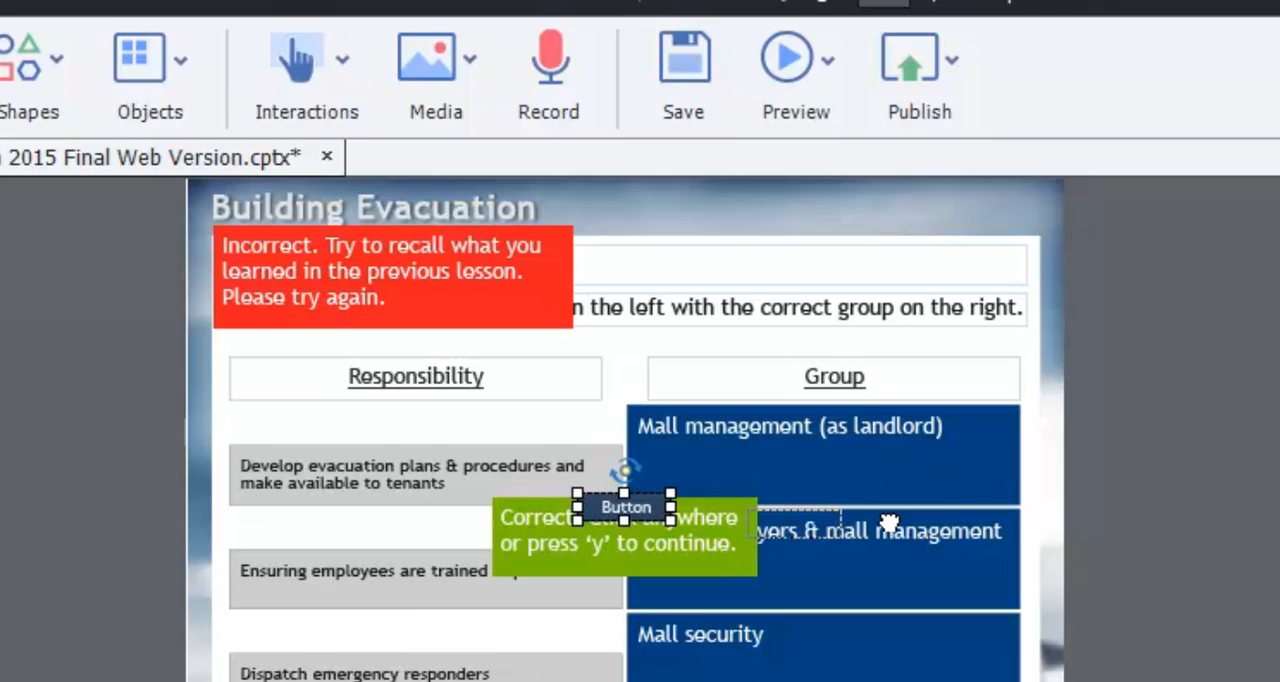 Shapes Objects Interactions Media Record Save Preview Publish
2015 Final Web Version.cptx* ×
Building Evacuation
Incorrect. Try to recall what you
learned in the previous lesson.
Please try again.
the left with the correct group on the right.
Responsibility
Group
Mall management (as landlord)
Develop evacuation plans & procedures and
make available to tenants
Button
Correct anywhere
or press ‘y’ to continue.
& mall management
Ensuring employees are trained
Mall security
Dispatch emergency responders